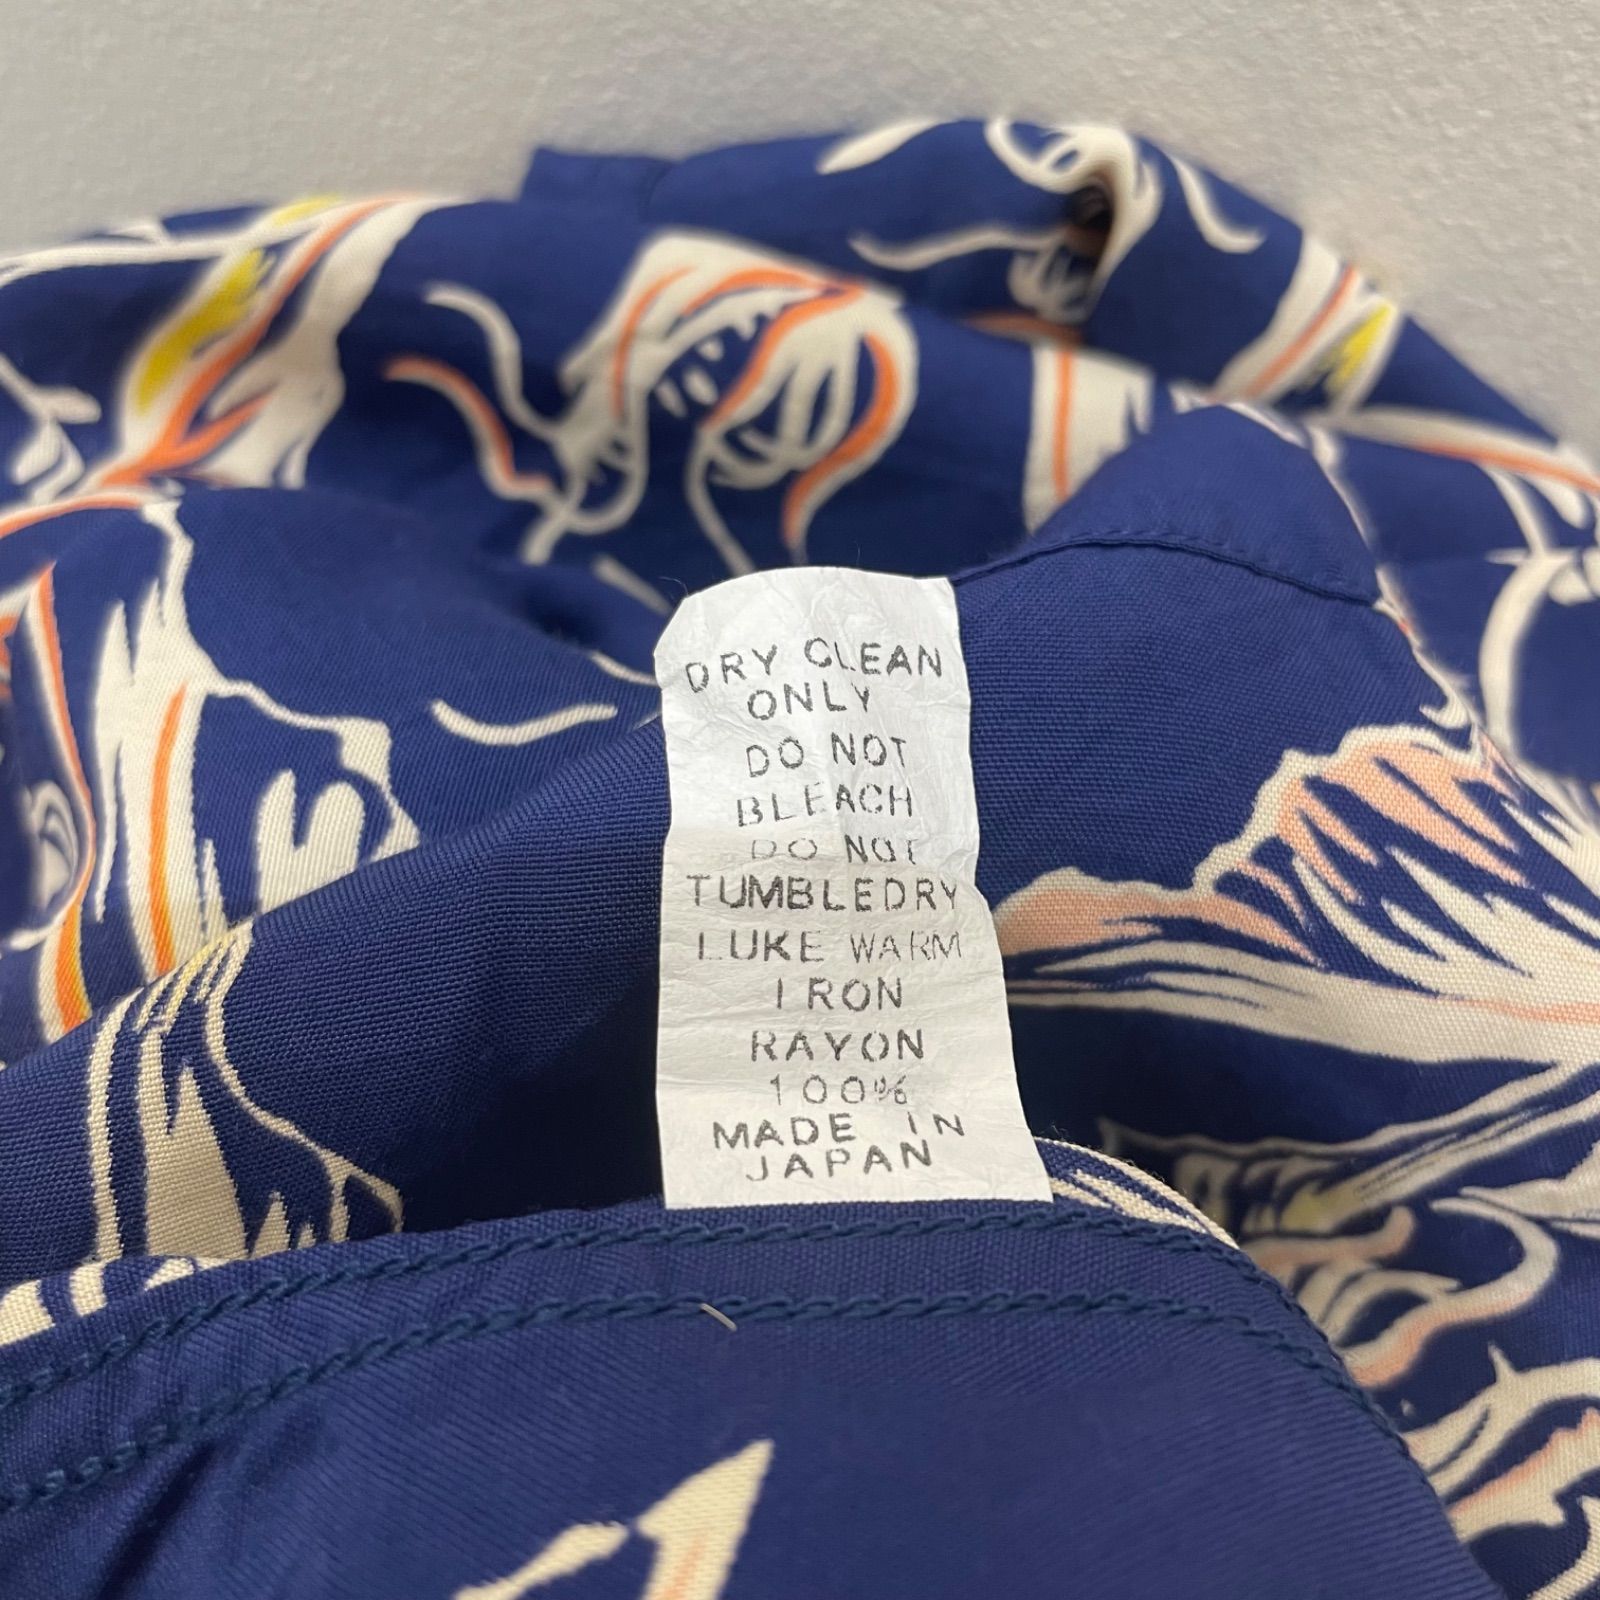 DRY CLEAN
ONLY
DO NOT
BLEACH
DO NOT
TUMBLEDRY
LUKE WARM
IRON
RAYON
100%
MADE IN
JAPAN